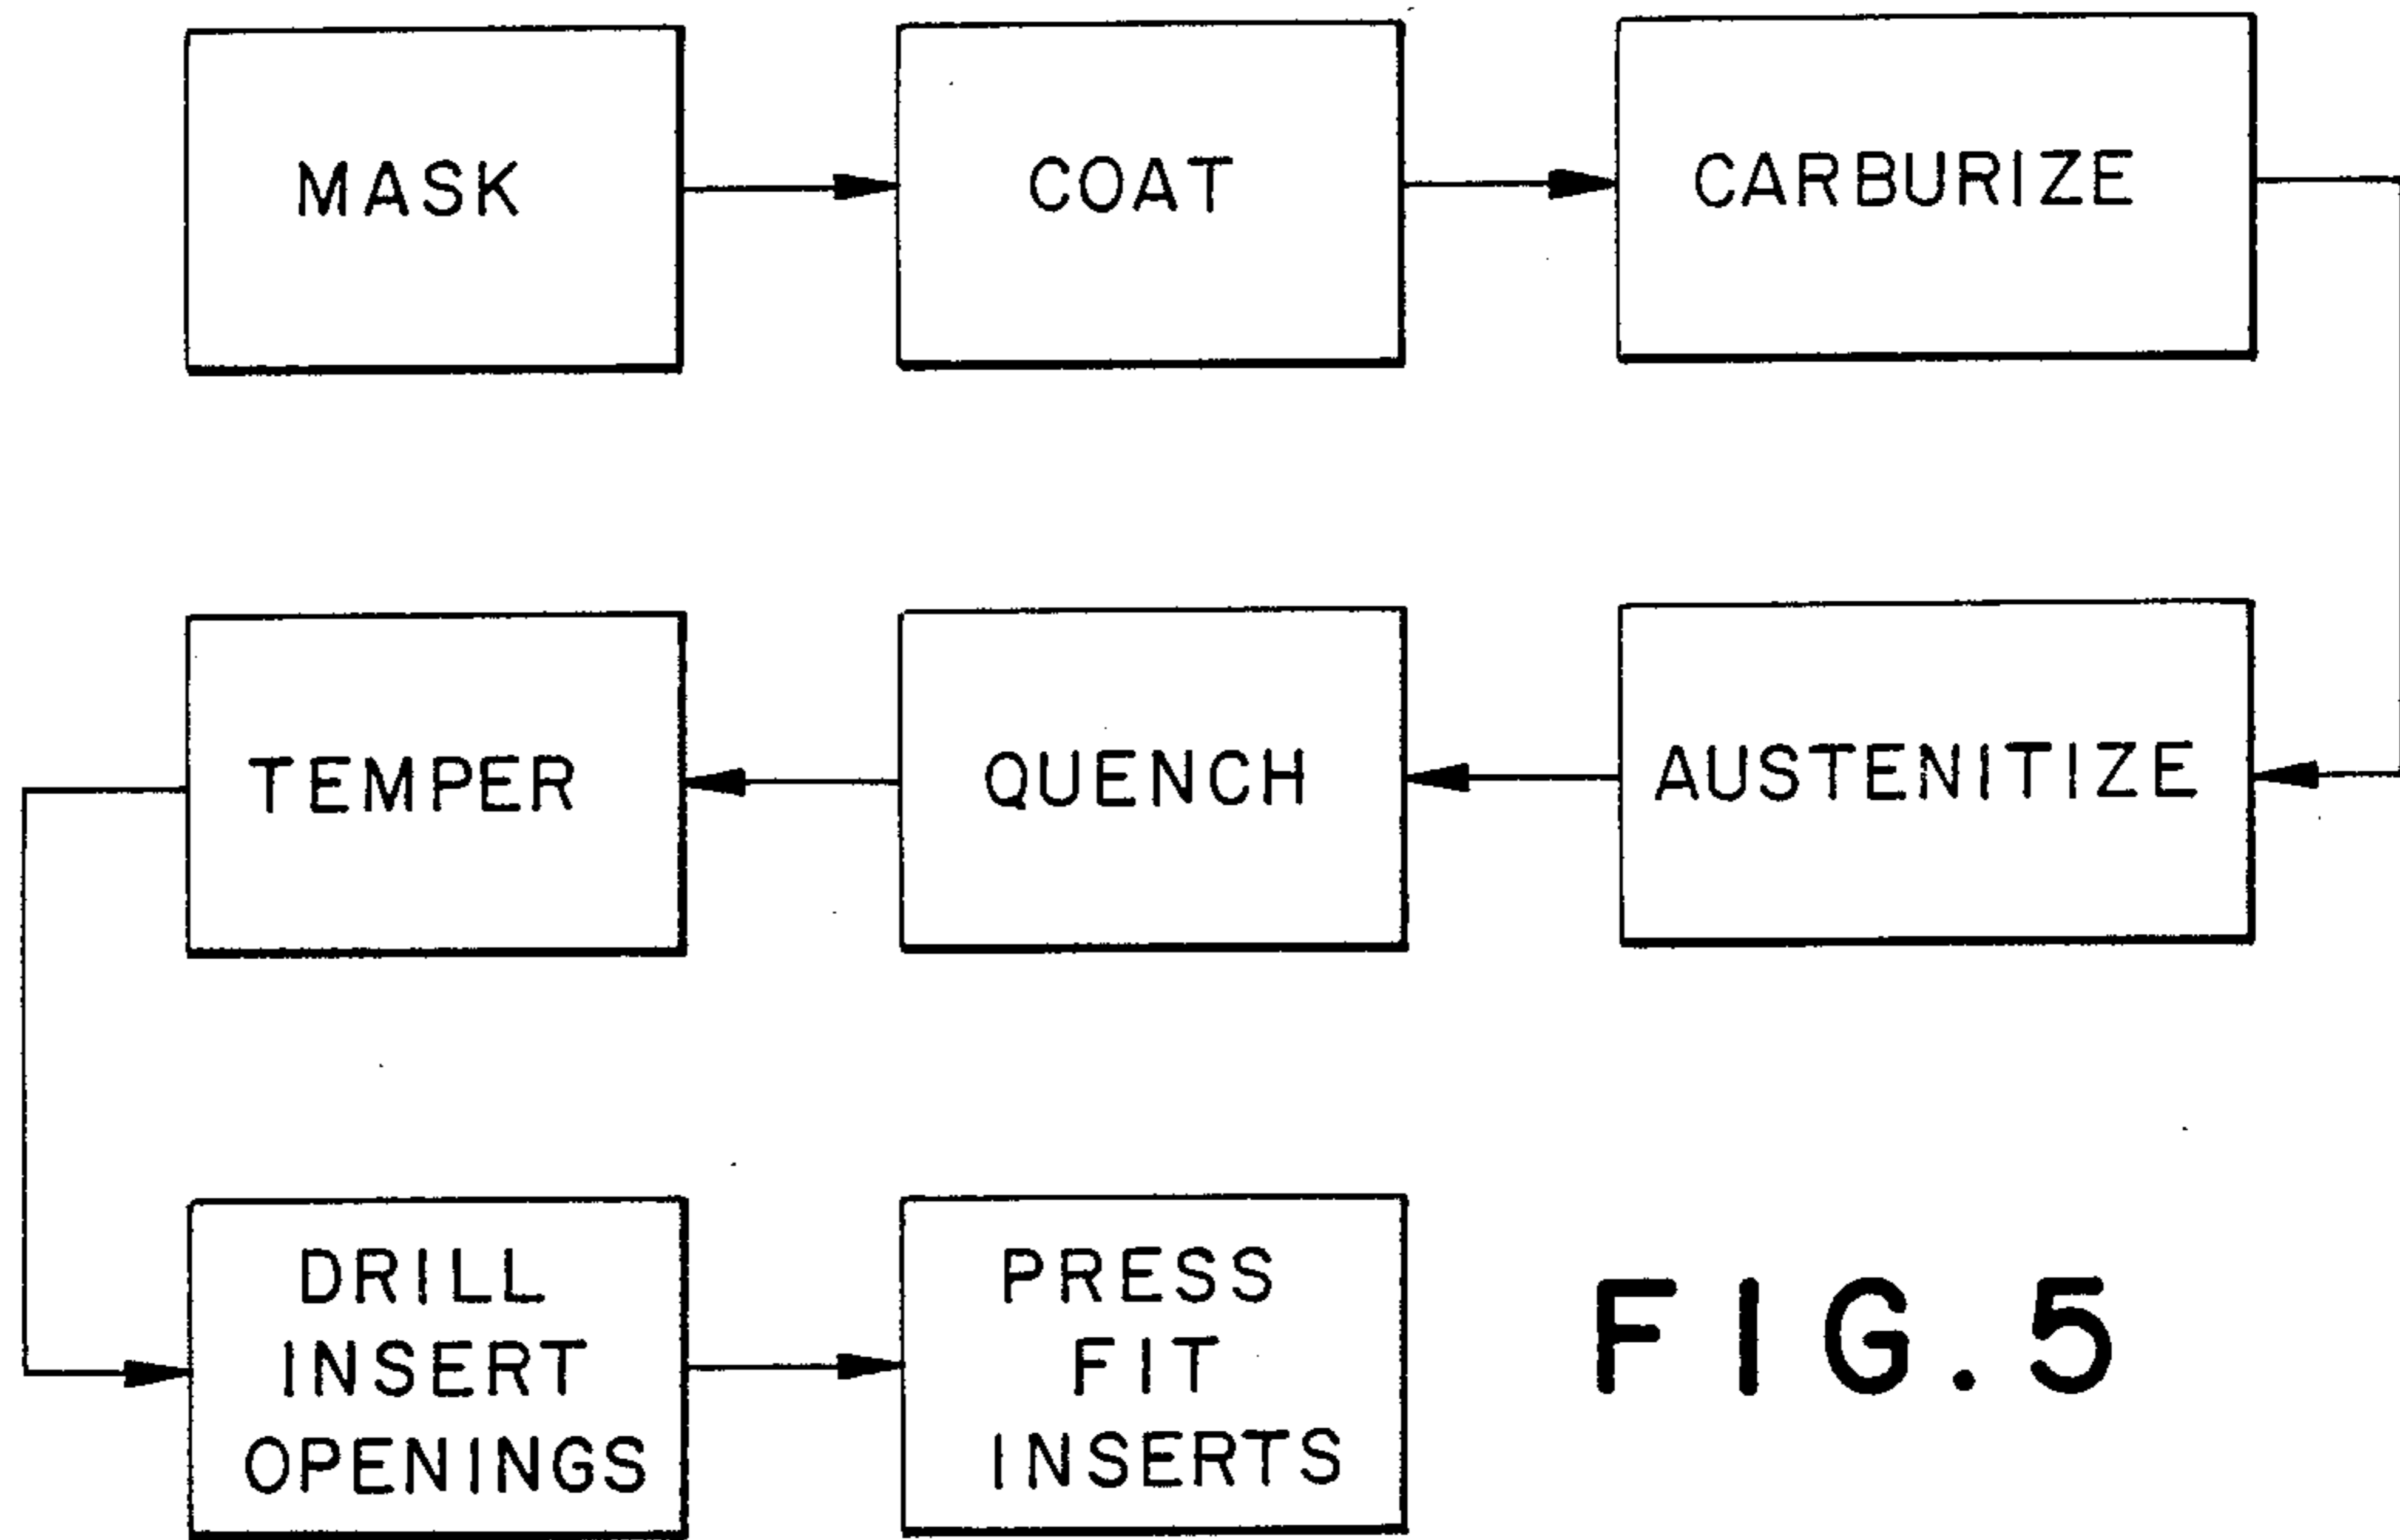 MASK
COAT
CARBURIZE
AUSTENITIZE
QUENCH
TEMPER
DRILL
INSERT
OPENINGS
PRESS
FIT
INSERTS
FIG.5